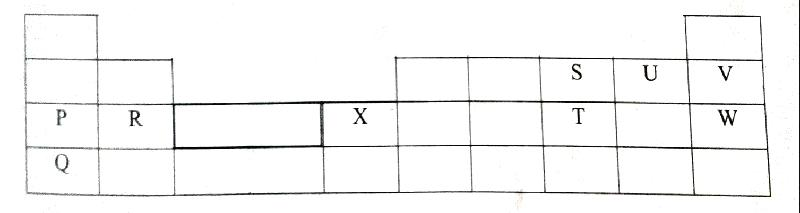 S U V
P R X T W
Q